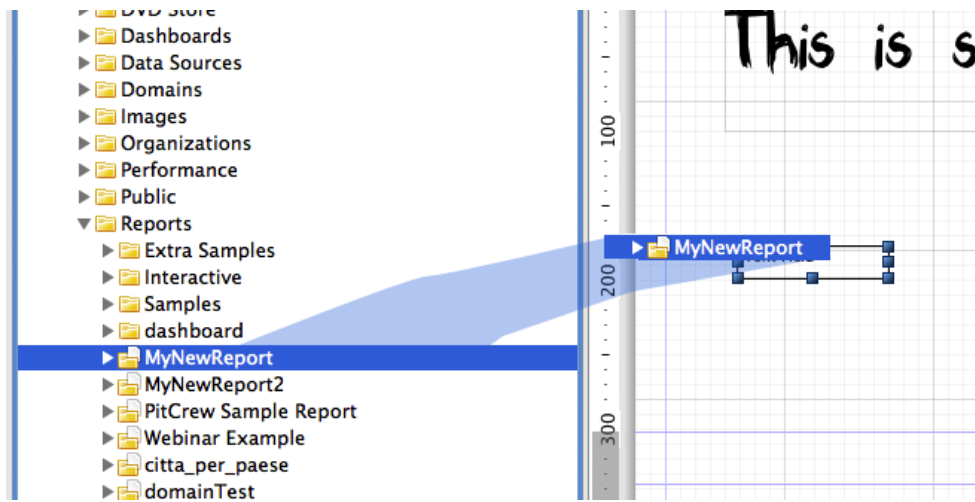 DVD Store
Dashboards
Data Sources
Domains
Images
Organizations
Performance
Public
Reports
Extra Samples
Interactive
Samples
dashboard
MyNewReport
MyNewReport2
PitCrew Sample Report
Webinar Example
citta_per_paese
domainTest
This is s
100
MyNewReport
200
300